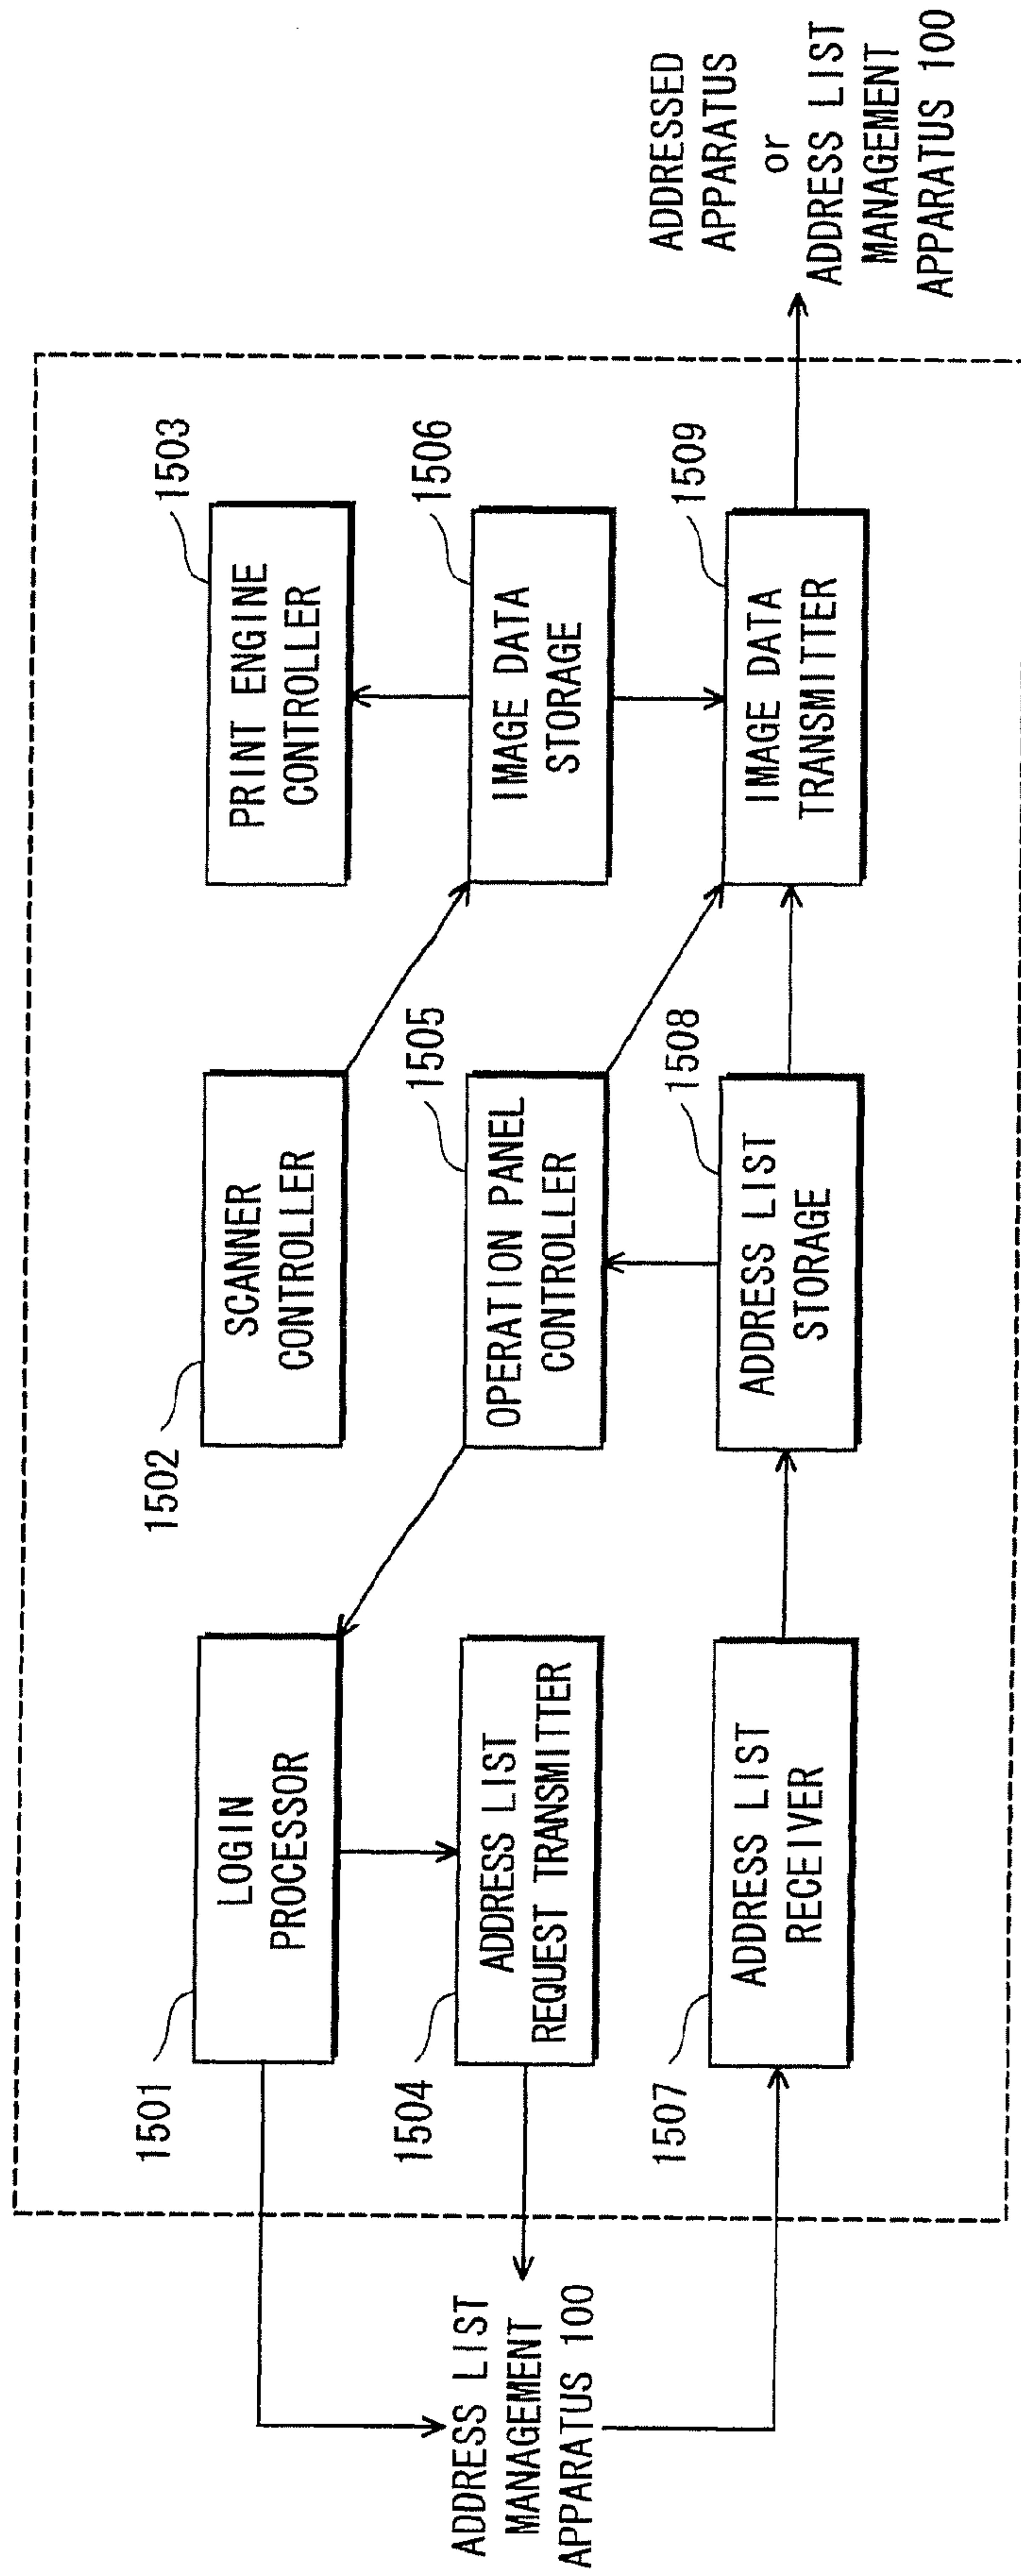 1501
LOGIN
PROCESSOR
1502
SCANNER
CONTROLLER
1503
PRINT ENGINE
CONTROLLER
ADDRESS LIST
MANAGEMENT
APPARATUS 100
1504
ADDRESS LIST
REQUEST TRANSMITTER
1505
OPERATION PANEL
CONTROLLER
1506
IMAGE DATA
STORAGE
1507
ADDRESS LIST
RECEIVER
1508
ADDRESS LIST
STORAGE
1509
IMAGE DATA
TRANSMITTER
ADDRESSED
APPARATUS
or
ADDRESS LIST
MANAGEMENT
APPARATUS 100